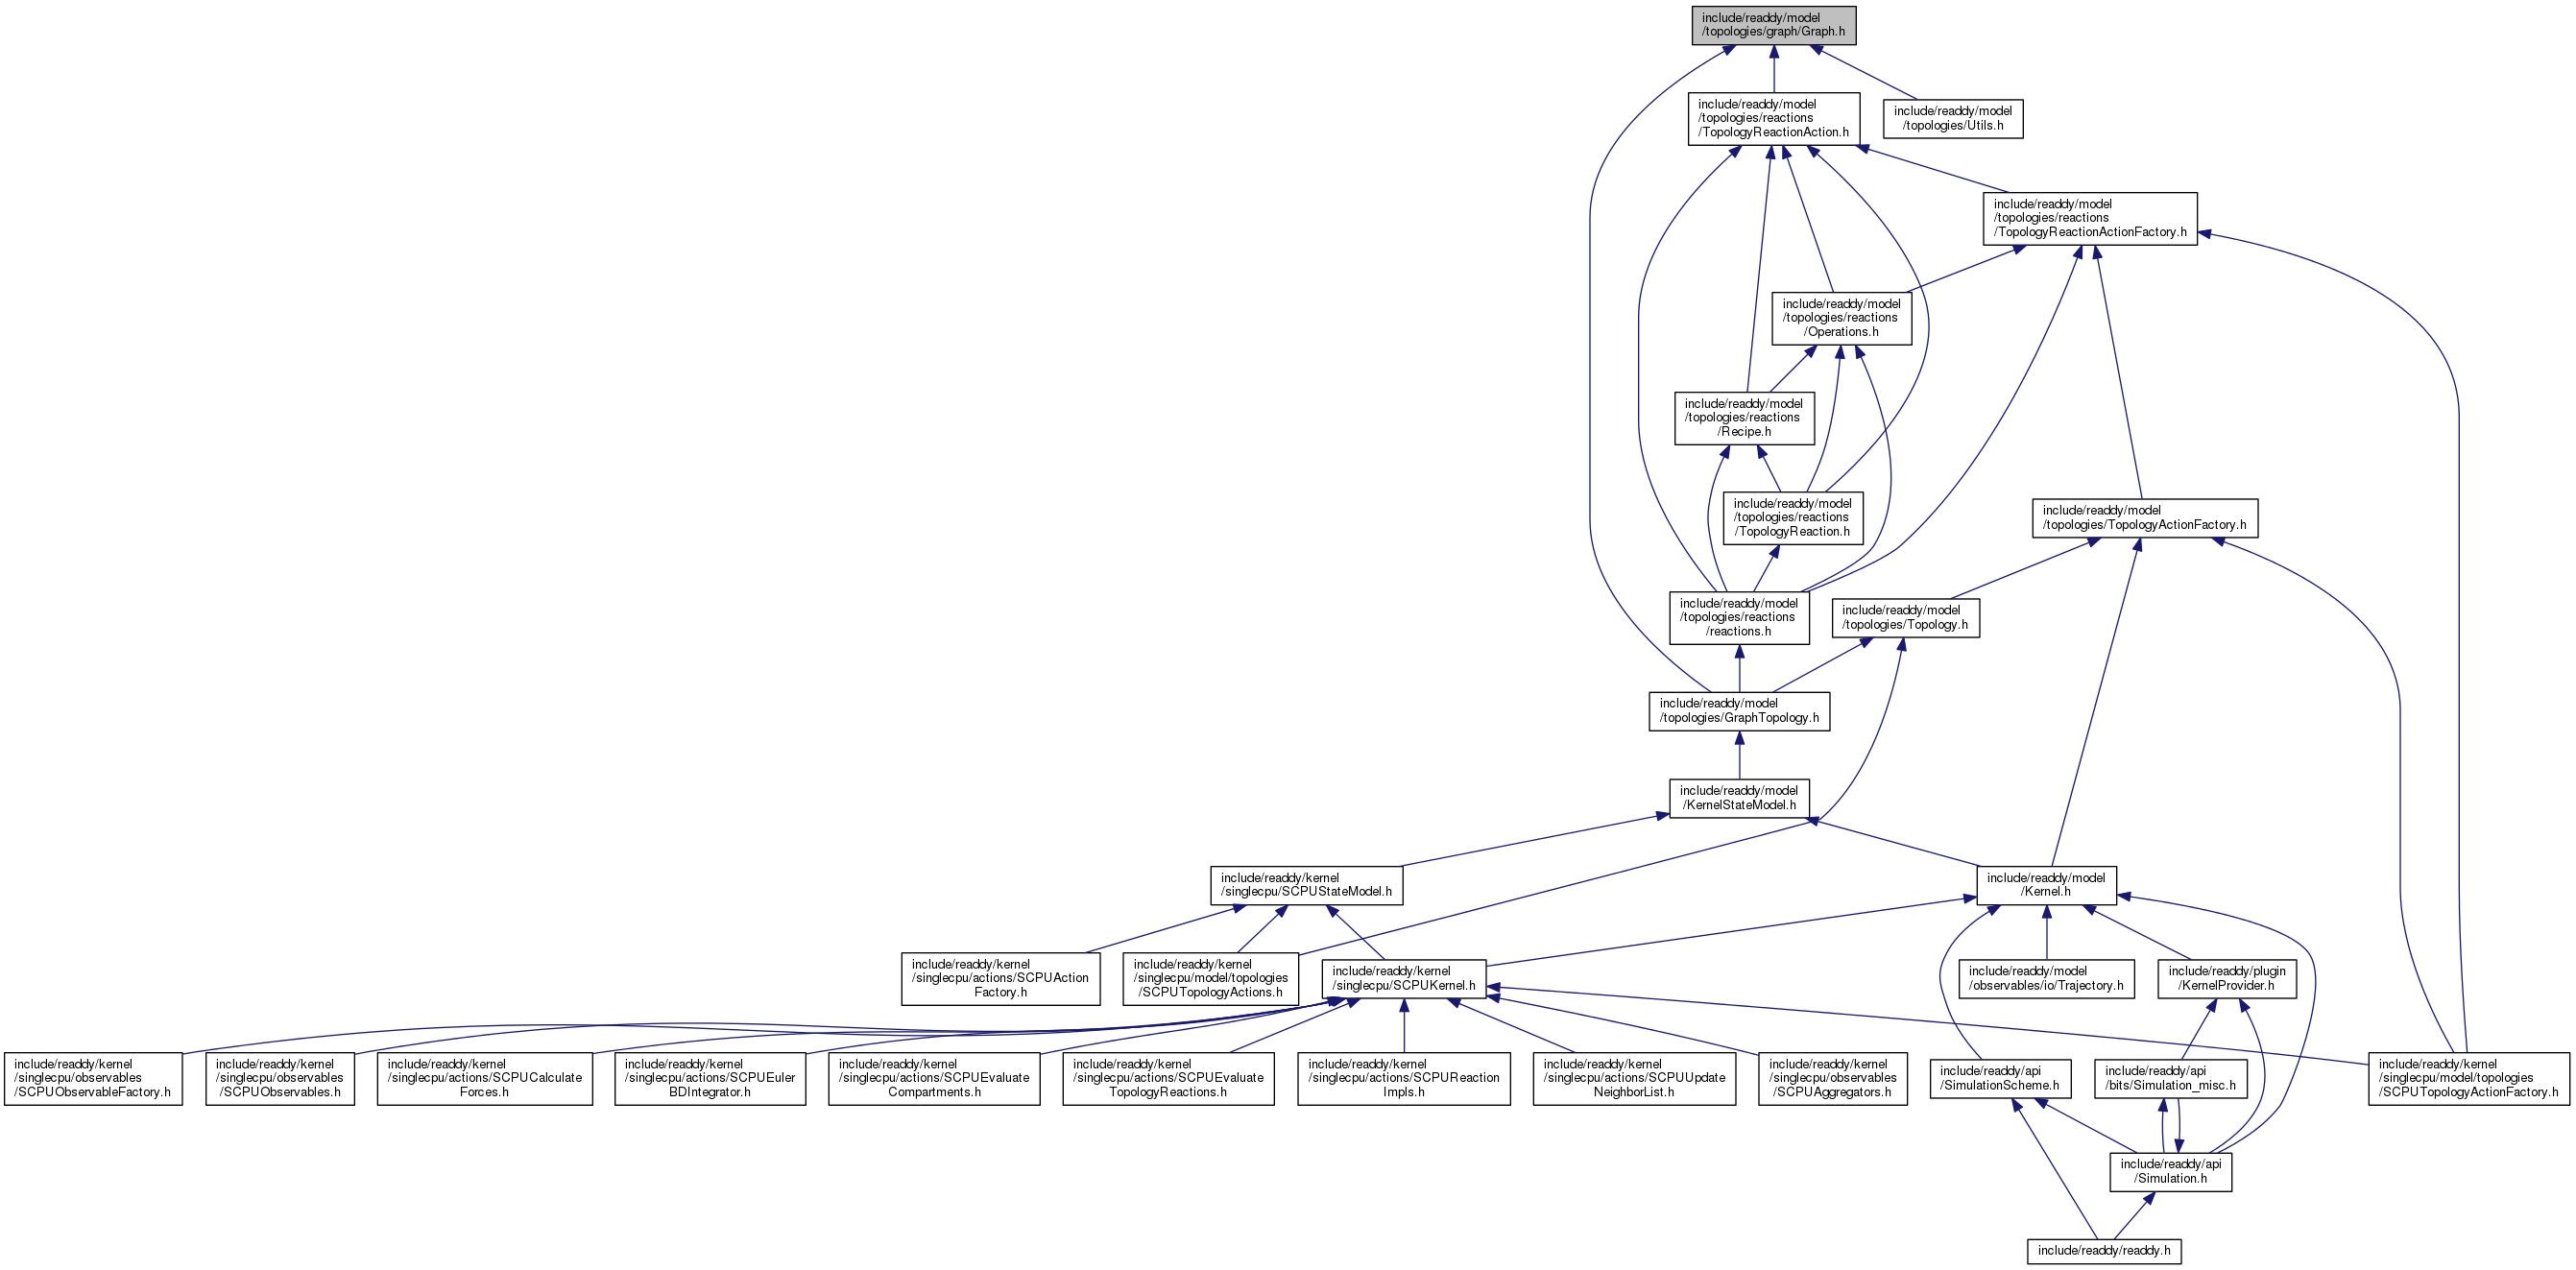 include/readdy/model
/topologies/graph/Graph.h
include/readdy/model
/topologies/reactions
/TopologyReactionAction.h
include/readdy/model
/topologies/Utils.h
include/readdy/model
/topologies/reactions
/TopologyReactionActionFactory.h
include/readdy/model
/topologies/reactions
/Operations.h
include/readdy/model
/topologies/reactions
/Recipe.h
include/readdy/model
/topologies/reactions
/TopologyReaction.h
include/readdy/model
/topologies/TopologyActionFactory.h
include/readdy/model
/topologies/reactions
/reactions.h
include/readdy/model
/topologies/Topology.h
include/readdy/model
/topologies/GraphTopology.h
include/readdy/model
/KernelStateModel.h
include/readdy/kernel
/singlecpu/SCPUStateModel.h
include/readdy/model
/Kernel.h
include/readdy/kernel
/singlecpu/actions/SCPUAction
Factory.h
include/readdy/kernel
/singlecpu/model/topologies
/SCPUTopologyActions.h
include/readdy/kernel
/singlecpu/SCPUKernel.h
include/readdy/model
/observables/io/Trajectory.h
include/readdy/plugin
/KernelProvider.h
include/readdy/kernel
/singlecpu/observables
/SCPUObservableFactory.h
include/readdy/kernel
/singlecpu/observables
/SCPUObservables.h
include/readdy/kernel
/singlecpu/actions/SCPUCalculate
Forces.h
include/readdy/kernel
/singlecpu/actions/SCPUEuler
BDIntegrator.h
include/readdy/kernel
/singlecpu/actions/SCPUEvaluate
Compartments.h
include/readdy/kernel
/singlecpu/actions/SCPUEvaluate
TopologyReactions.h
include/readdy/kernel
/singlecpu/actions/SCPUReaction
Impls.h
include/readdy/kernel
/singlecpu/actions/SCPUUpdate
NeighborList.h
include/readdy/kernel
/singlecpu/observables
/SCPUAggregators.h
include/readdy/api
/SimulationScheme.h
include/readdy/api
/bits/Simulation_misc.h
include/readdy/kernel
/singlecpu/model/topologies
/SCPUTopologyActionFactory.h
include/readdy/api
/Simulation.h
include/readdy/readdy.h